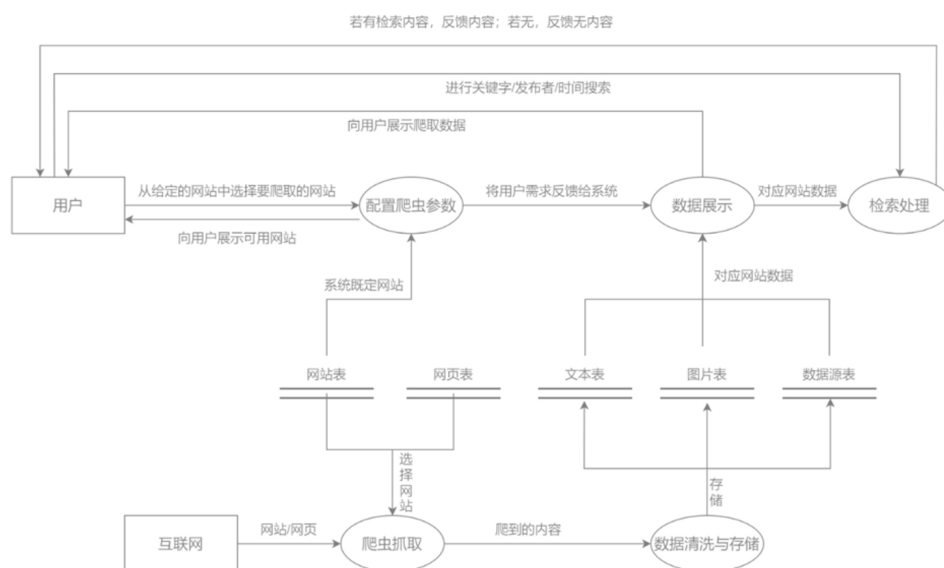 若有检索内容，反馈内容；若无，反馈无内容
进行关键字/发布者/时间搜索
向用户展示爬取数据
用户
从给定的网站中选择要爬取的网站
配置爬虫参数
将用户需求反馈给系统
数据展示
对应网站数据
检索处理
向用户展示可用网站
系统既定网站
对应网站数据
网站表
网页表
文本表
图片表
数据源表
选择网站
存储
互联网
网站/网页
爬虫抓取
爬到的内容
数据清洗与存储